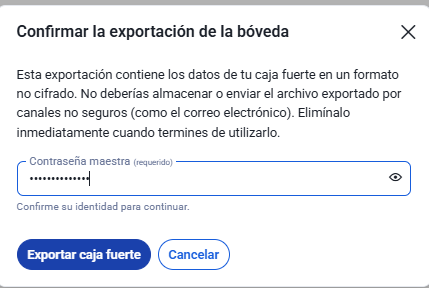 Confirmar la exportación de la bóveda
Esta exportación contiene los datos de tu caja fuerte en un formato
no cifrado. No deberías almacenar o enviar el archivo exportado por
canales no seguros (como el correo electrónico). Elimínalo
inmediatamente cuando termines de utilizarlo.
Contraseña maestra (requerido)
••••••••••••••
Confirme su identidad para continuar.
Exportar caja fuerte Cancelar